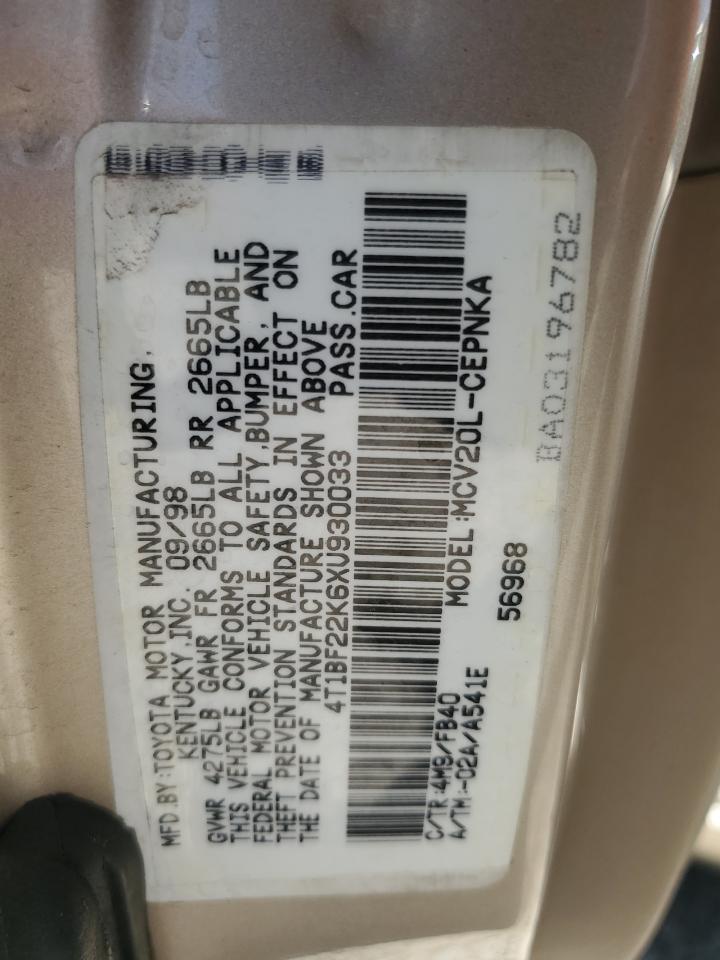 MFD.BY:TOYOTA MOTOR MANUFACTURING,
KENTUCKY,INC. 09/98
GVWR 4275LB GAWR FR 2665LB RR 2665LB
THIS VEHICLE CONFORMS TO ALL APPLICABLE
FEDERAL MOTOR VEHICLE SAFETY,BUMPER, AND
THEFT PREVENTION STANDARDS IN EFFECT ON
THE DATE OF MANUFACTURE SHOWN ABOVE
4T1BF22K6XU930033 PASS.CAR
C/TR:4M9/FB40 MODEL:MCV20L-CEPNKA
A/TM:-02A/A541E
56968
BA03196782